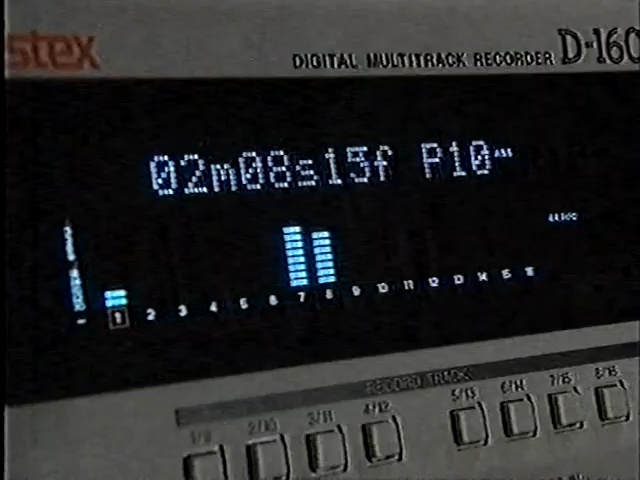 stex
DIGITAL MULTITRACK RECORDER D-160
02m08s15f P10
1 2 3 4 5 6 7 8 9 10 11 12 13 14 15 16
RECORD TRACK
1/9 2/10 3/11 4/12 5/13 6/14 7/15 8/16